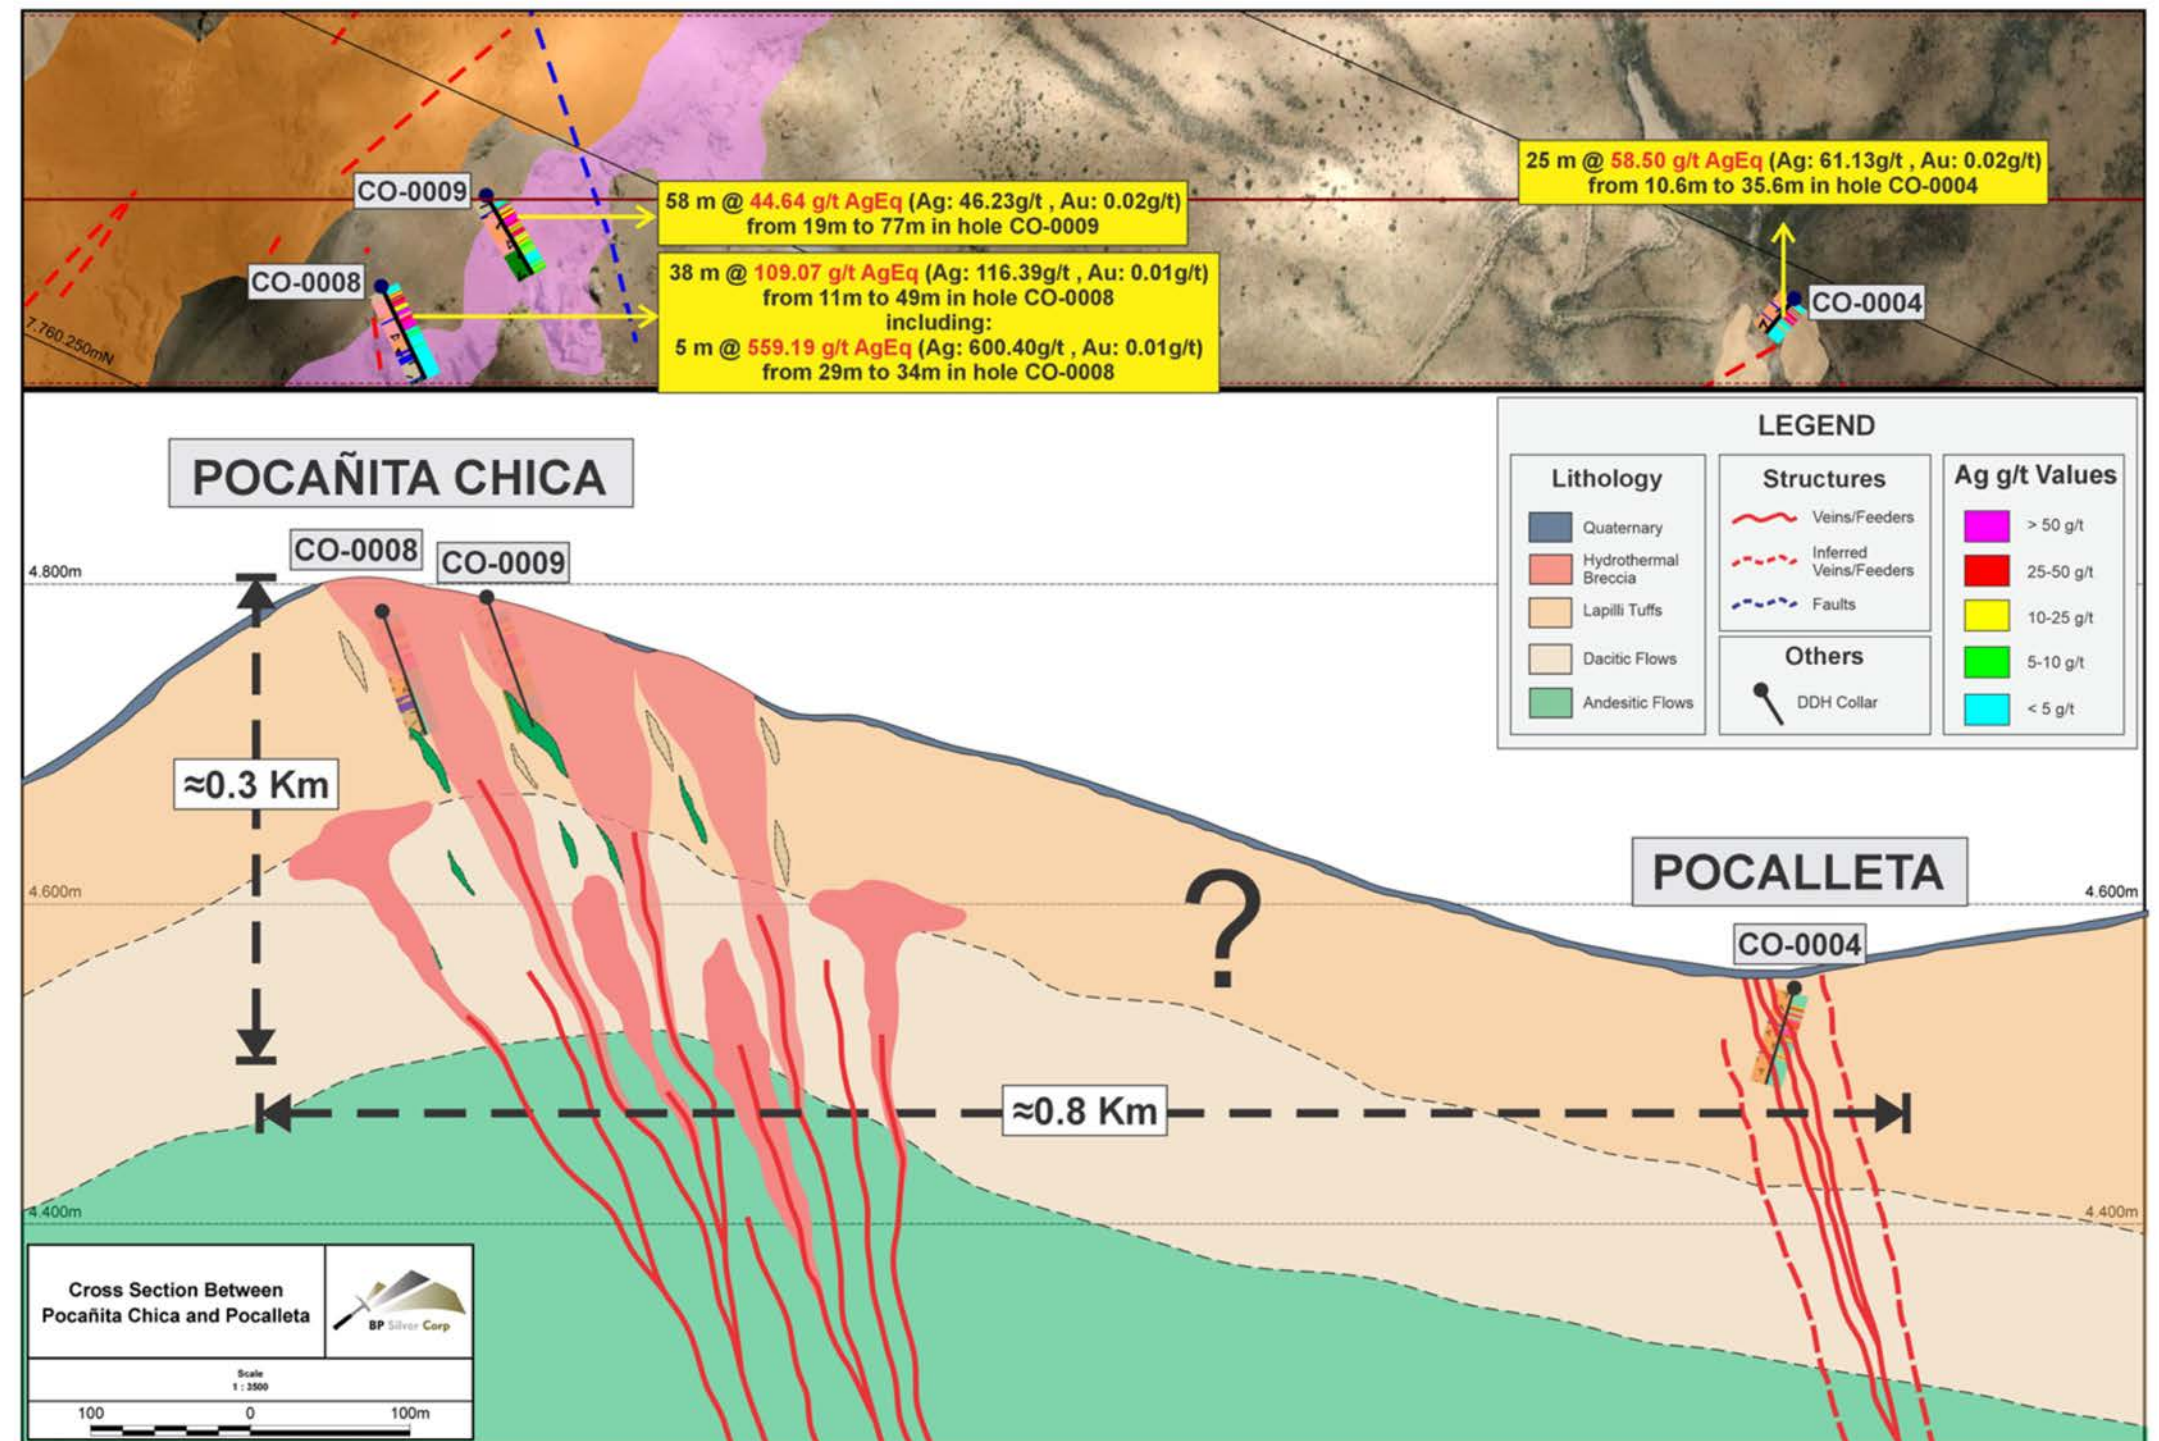 CO-0009
58 m @ 44.64 g/t AgEq (Ag: 46.23g/t , Au: 0.02g/t)
from 19m to 77m in hole CO-0009
25 m @ 58.50 g/t AgEq (Ag: 61.13g/t , Au: 0.02g/t)
from 10.6m to 35.6m in hole CO-0004
CO-0008
38 m @ 109.07 g/t AgEq (Ag: 116.39g/t , Au: 0.01g/t)
from 11m to 49m in hole CO-0008
including:
5 m @ 559.19 g/t AgEq (Ag: 600.40g/t , Au: 0.01g/t)
from 29m to 34m in hole CO-0008
CO-0004
7.760.250mN
POCAÑITA CHICA
CO-0008
CO-0009
4.800m
LEGEND
Lithology
Quaternary
Hydrothermal
Breccia
Lapilli Tuffs
Dacitic Flows
Andesitic Flows
Structures
Veins/Feeders
Inferred
Veins/Feeders
Faults
Others
DDH Collar
Ag g/t Values
> 50 g/t
25-50 g/t
10-25 g/t
5-10 g/t
< 5 g/t
≈0.3 Km
POCALLETA
4.600m
4.600m
?
CO-0004
≈0.8 Km
4.400m
4.400m
Cross Section Between
Pocañita Chica and Pocalleta
BP Silver Corp
Scale
1 : 3500
100 0 100m